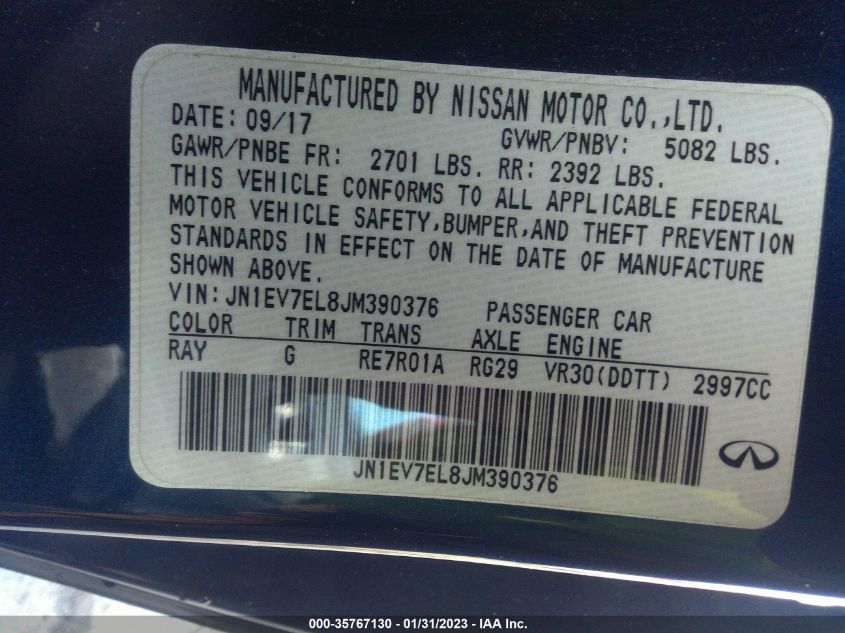 MANUFACTURED BY NISSAN MOTOR CO.,LTD.
DATE: 09/17 GVWR/PNBV: 5082 LBS.
GAWR/PNBE FR: 2701 LBS. RR: 2392 LBS.
THIS VEHICLE CONFORMS TO ALL APPLICABLE FEDERAL
MOTOR VEHICLE SAFETY,BUMPER,AND THEFT PREVENTION
STANDARDS IN EFFECT ON THE DATE OF MANUFACTURE
SHOWN ABOVE.
VIN:JN1EV7EL8JM390376 PASSENGER CAR
COLOR TRIM TRANS AXLE ENGINE
RAY G RE7R01A RG29 VR30(DDTT) 2997CC
JN1EV7EL8JM390376
000-35767130 - 01/31/2023 - IAA Inc.